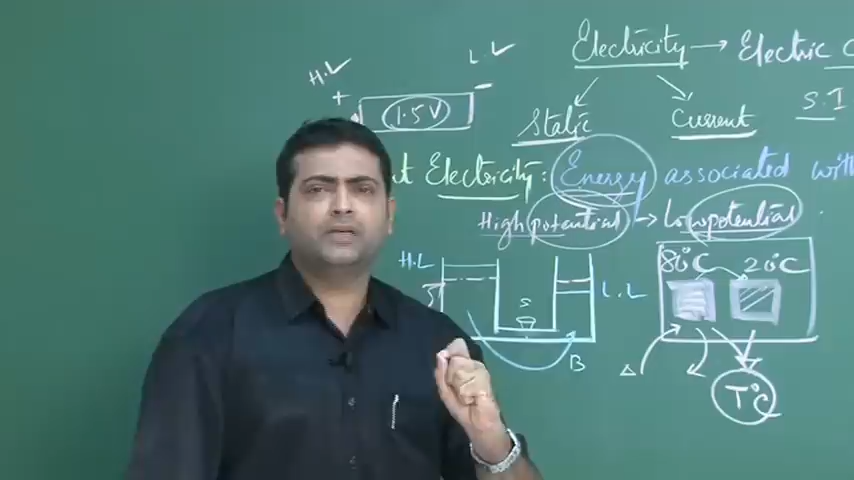 Electricity → Electric C
H.L L.L
+ 1.5V -
Static Current S.I
t Electricity: Energy associated with
High potential → Low potential
H.L L.L 80°C 20°C
S
A B
T°C